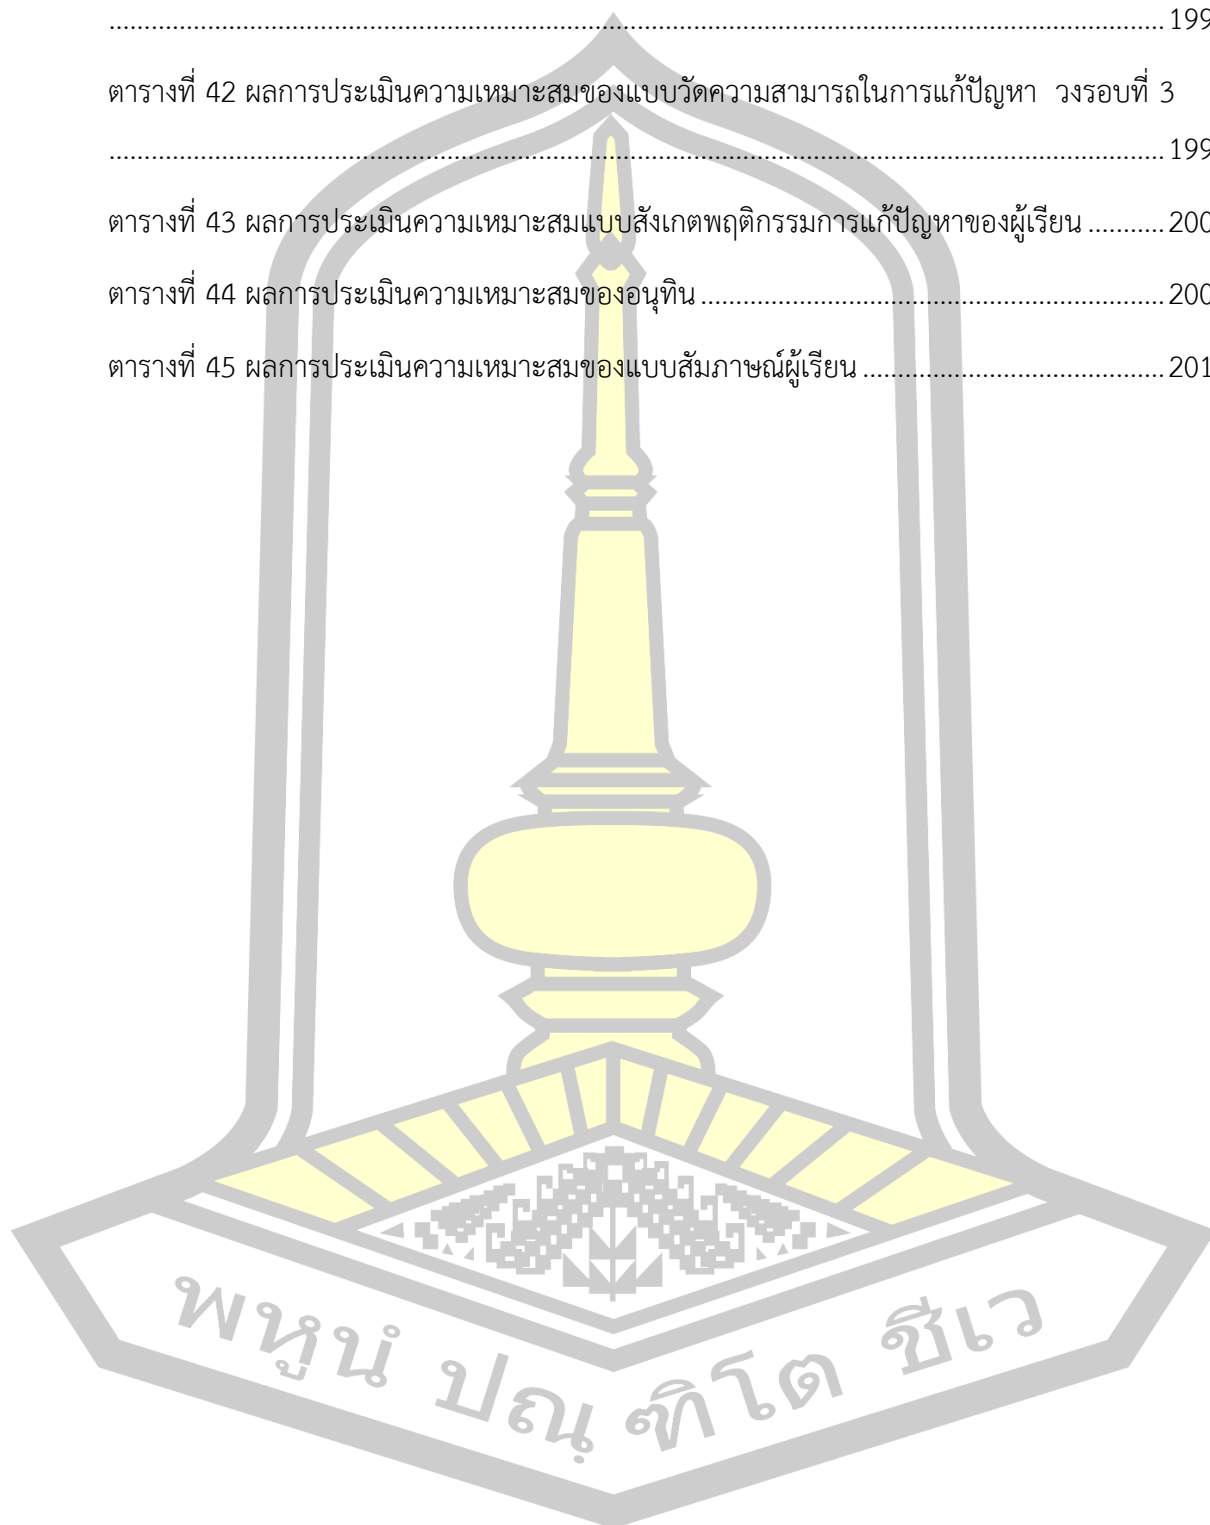 ........................................................................................................................................................ 199
ตารางที่ 42 ผลการประเมินความเหมาะสมของแบบวัดความสามารถในการแก้ปัญหา วงรอบที่ 3
........................................................................................................................................................ 199
ตารางที่ 43 ผลการประเมินความเหมาะสมแบบสังเกตพฤติกรรมการแก้ปัญหาของผู้เรียน ........... 200
ตารางที่ 44 ผลการประเมินความเหมาะสมของอนุทิน ................................................................... 200
ตารางที่ 45 ผลการประเมินความเหมาะสมของแบบสัมภาษณ์ผู้เรียน ............................................ 201
พหูนํ ปณฺ ฑิโต ชีเว